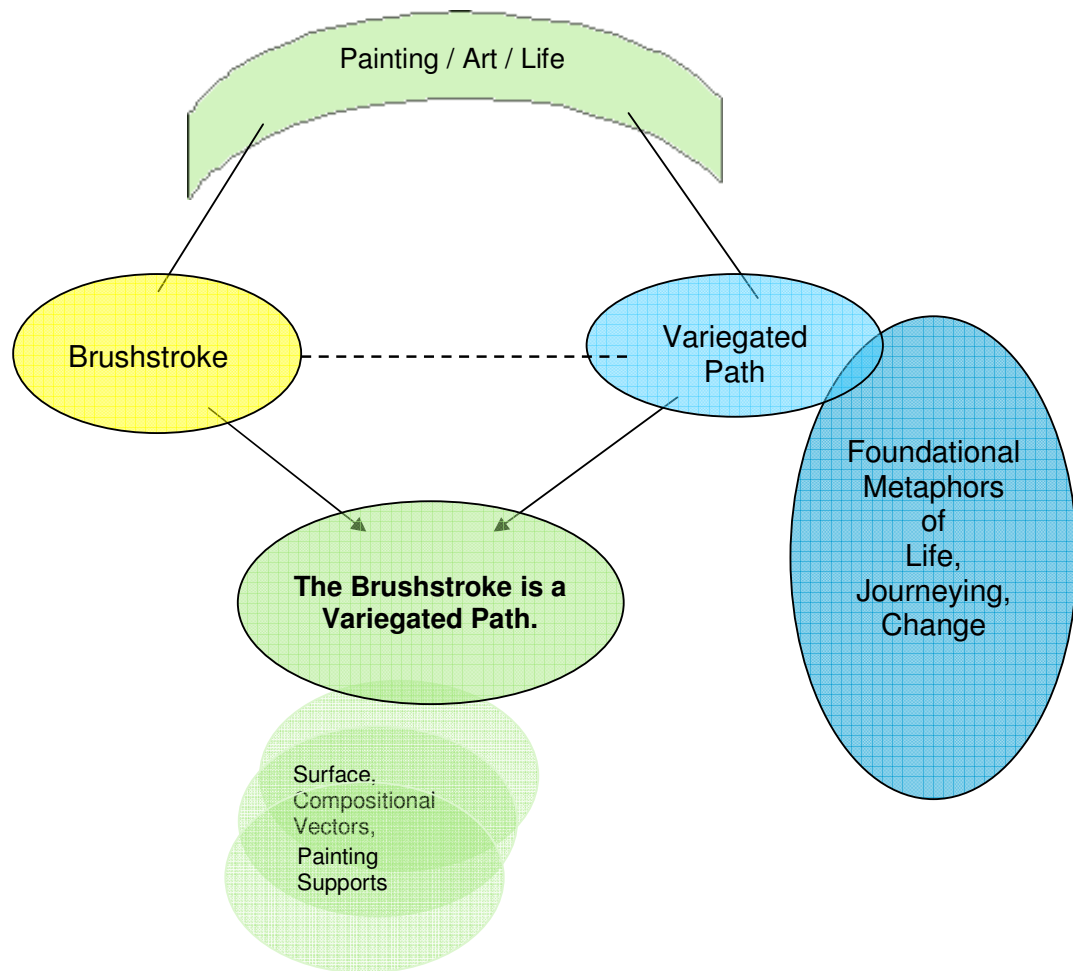 Painting / Art / Life
Brushstroke
Variegated
Path
Foundational
Metaphors
of
Life,
Journeying,
Change
The Brushstroke is a
Variegated Path.
Surface,
Compositional
Vectors,
Painting
Supports